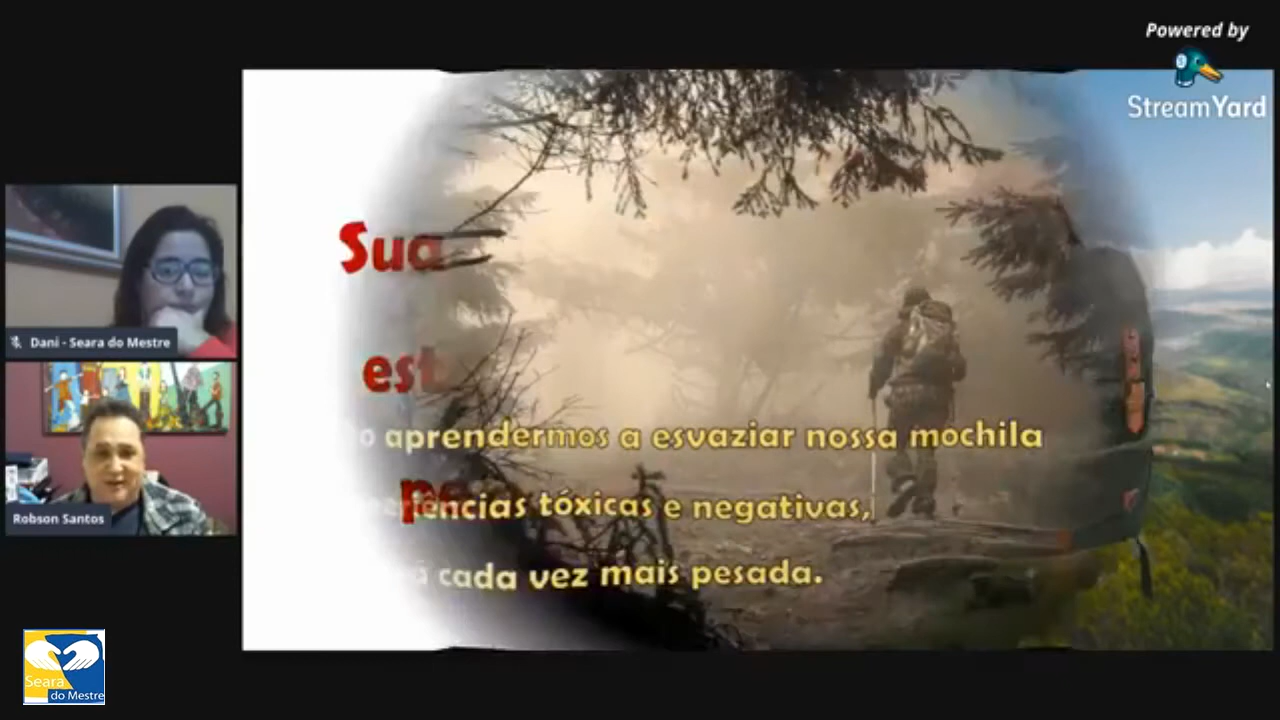 Powered by
StreamYard
Sua
est
aprendermos a esvaziar nossa mochila
tóxicas e negativas,
cada vez mais pesada.
Dani - Seara do Mestre
Robson Santos
Seara
do Mestre